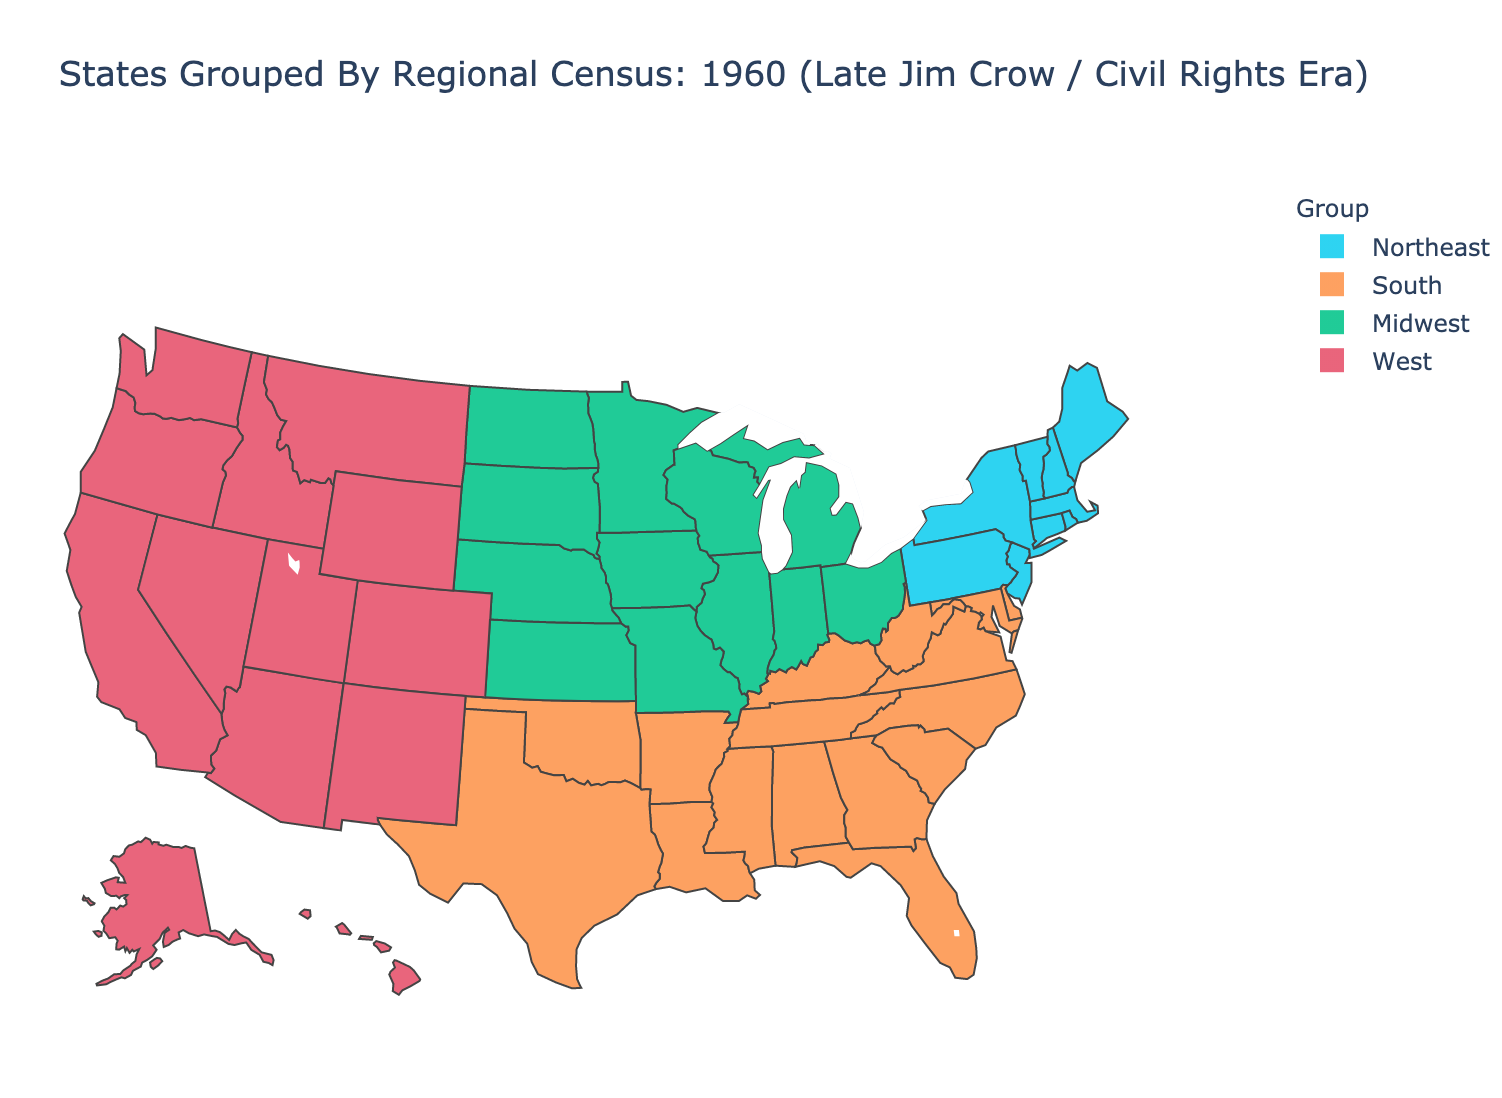 States Grouped By Regional Census: 1960 (Late Jim Crow / Civil Rights Era)
Group
Northeast
South
Midwest
West